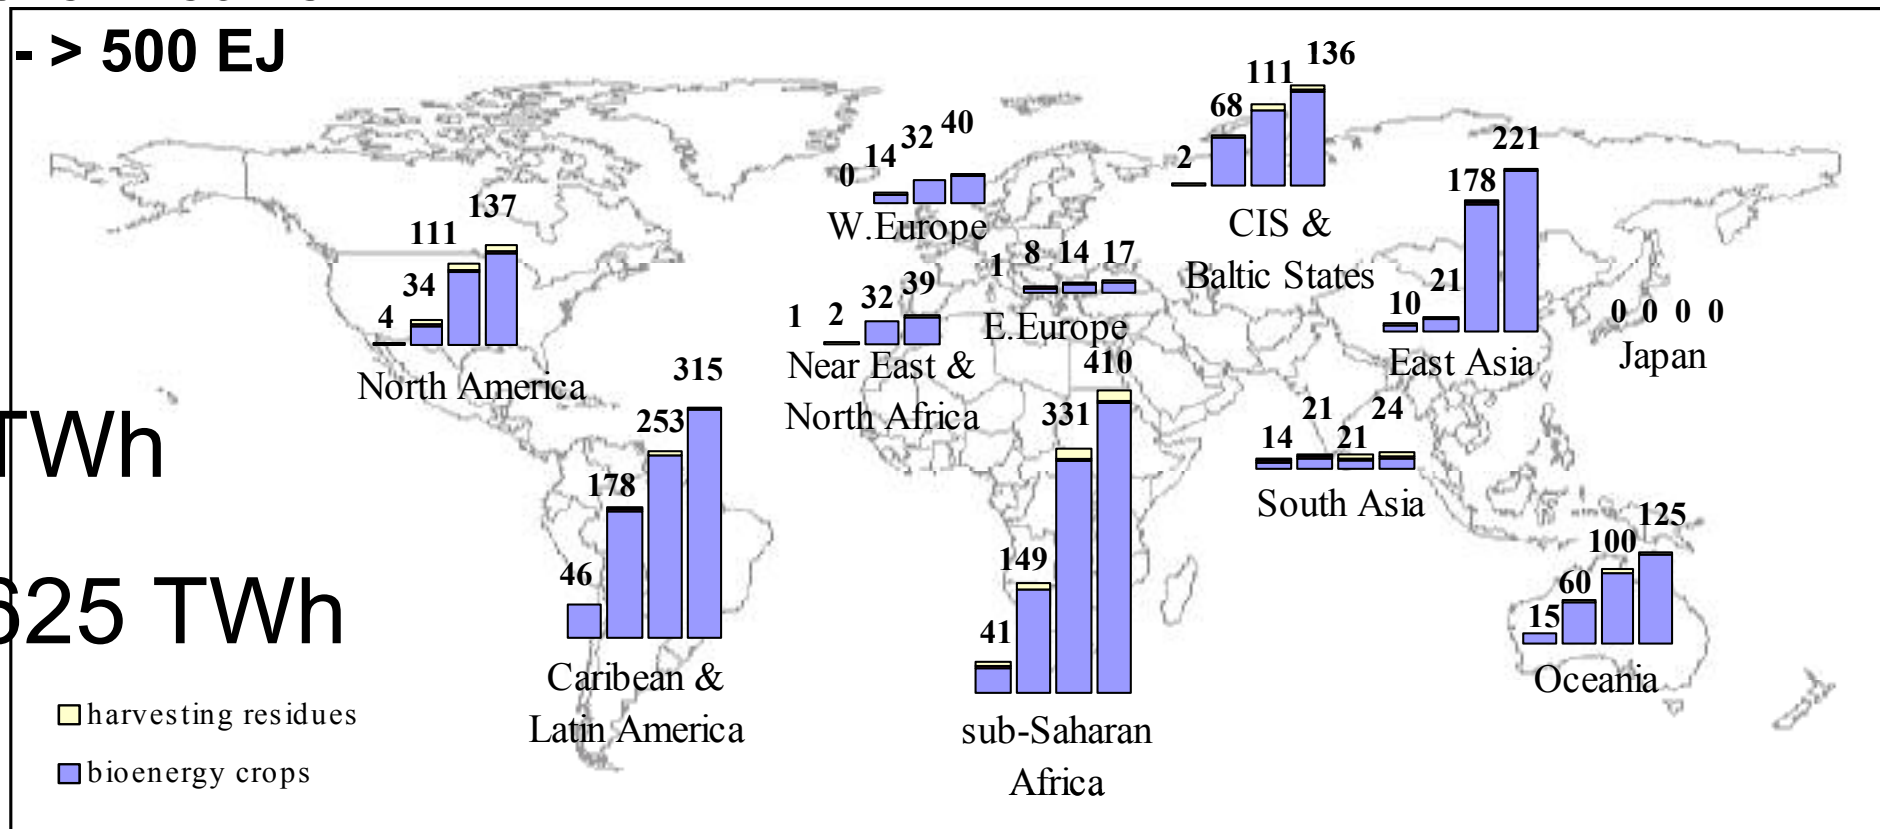 - > 500 EJ
136
111
68
2
40
32
14
0
W.Europe
CIS &
Baltic States
221
178
21
10
East Asia
0 0 0 0
Japan
137
111
34
4
North America
1 8 14 17
E.Europe
1 2 32 39
Near East &
North Africa
315
253
178
46
Caribean &
Latin America
410
331
149
41
sub-Saharan
Africa
14 21 21 24
South Asia
125
100
60
15
Oceania
TWh
625 TWh
harvesting residues
bioenergy crops